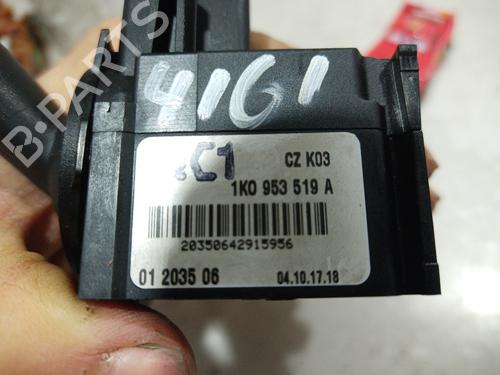 4161
C1
CZ K03
1K0 953 519 A
20350642915956
01 2035 06
04.10.17.18
B-PARTS